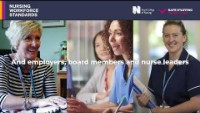 NURSING
WORKFORCE
STANDARDS
And employers, board members and nurse leaders